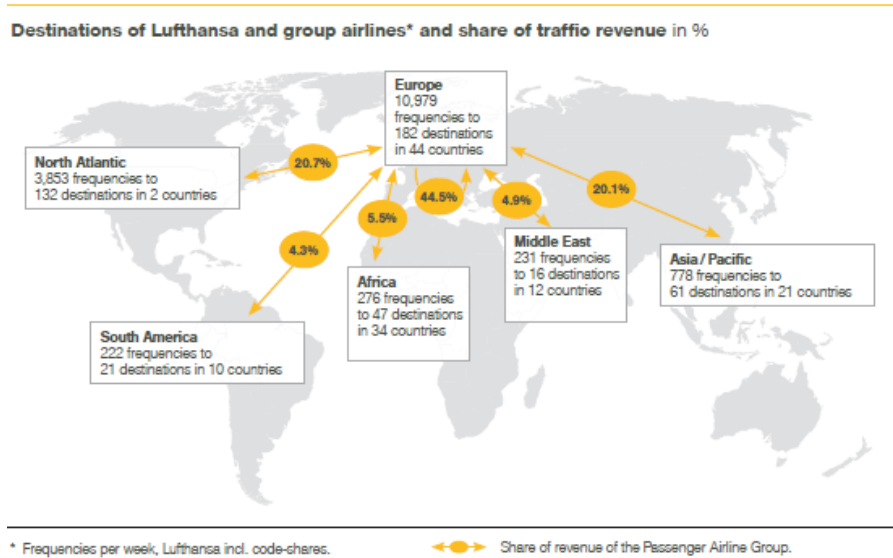 Destinations of Lufthansa and group airlines* and share of traffic revenue in %
Europe
10,979
frequencies to
182 destinations
in 44 countries
North Atlantic
3,853 frequencies to
132 destinations in 2 countries
20.7%
20.1%
44.5%
4.9%
5.5%
4.3%
Middle East
231 frequencies
to 16 destinations
in 12 countries
Asia / Pacific
778 frequencies to
61 destinations in 21 countries
Africa
276 frequencies
to 47 destinations
in 34 countries
South America
222 frequencies to
21 destinations in 10 countries
* Frequencies per week, Lufthansa incl. code-shares.
Share of revenue of the Passenger Airline Group.